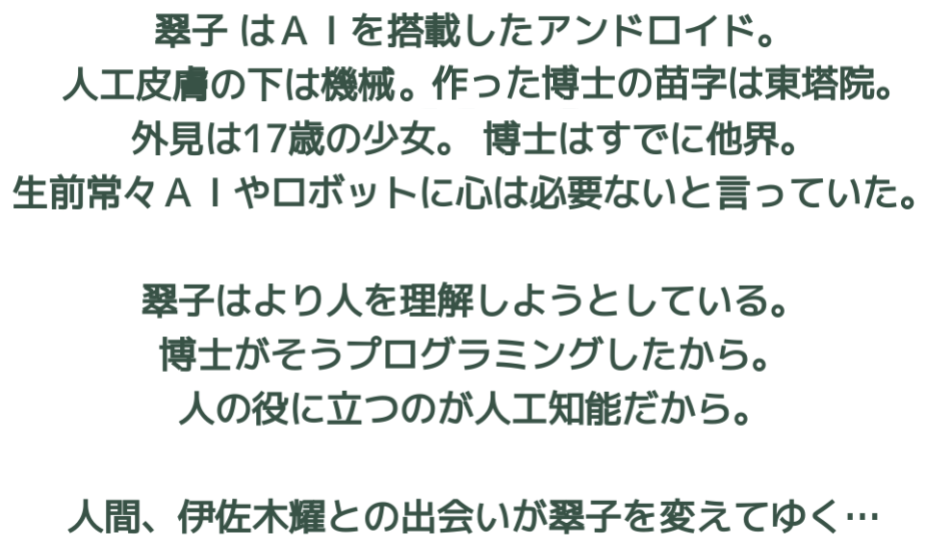 翠子 はＡＩを搭載したアンドロイド。
人工皮膚の下は機械。作った博士の苗字は東塔院。
外見は17歳の少女。 博士はすでに他界。
生前常々ＡＩやロボットに心は必要ないと言っていた。
翠子はより人を理解しようとしている。
博士がそうプログラミングしたから。
人の役に立つのが人工知能だから。
人間、伊佐木耀との出会いが翠子を変えてゆく…